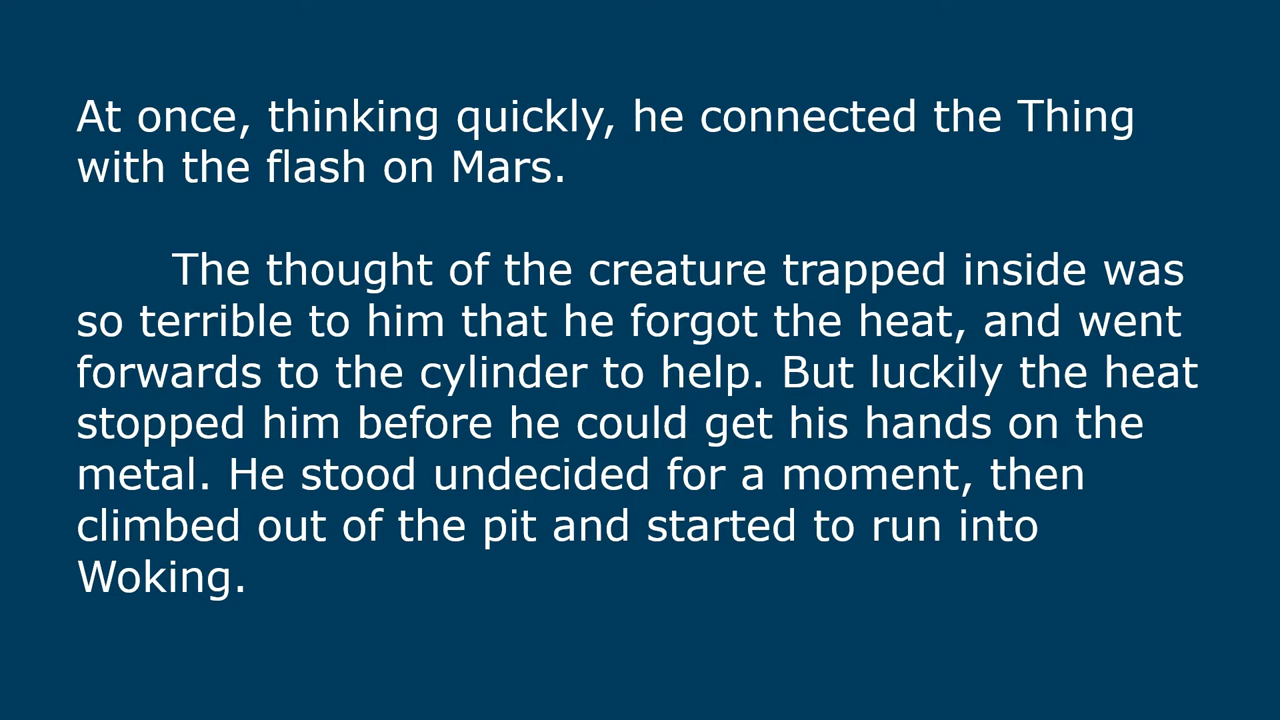 At once, thinking quickly, he connected the Thing
with the flash on Mars.
The thought of the creature trapped inside was
so terrible to him that he forgot the heat, and went
forwards to the cylinder to help. But luckily the heat
stopped him before he could get his hands on the
metal. He stood undecided for a moment, then
climbed out of the pit and started to run into
Woking.